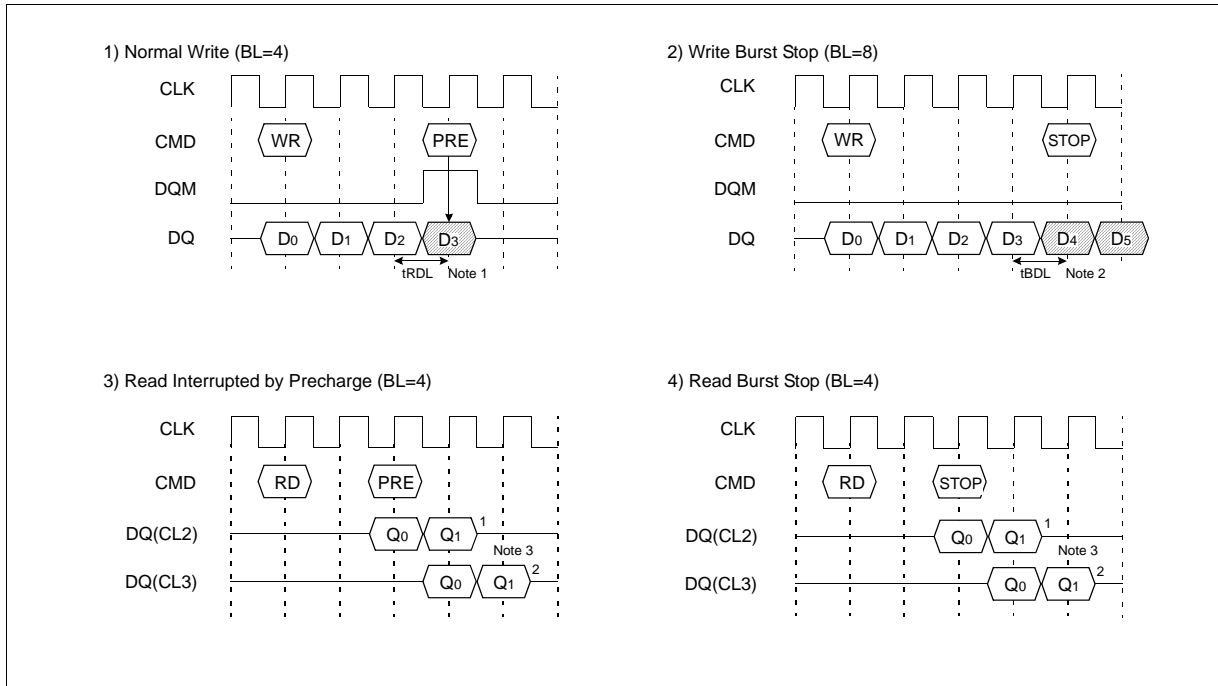 1) Normal Write (BL=4)
CLK
CMD WR PRE
DQM
DQ D0 D1 D2 D3
tRDL Note 1
2) Write Burst Stop (BL=8)
CLK
CMD WR STOP
DQM
DQ D0 D1 D2 D3 D4 D5
tBDL Note 2
3) Read Interrupted by Precharge (BL=4)
CLK
CMD RD PRE
DQ(CL2) Q0 Q1 1
Note 3
DQ(CL3) Q0 Q1 2
4) Read Burst Stop (BL=4)
CLK
CMD RD STOP
DQ(CL2) Q0 Q1 1
Note 3
DQ(CL3) Q0 Q1 2